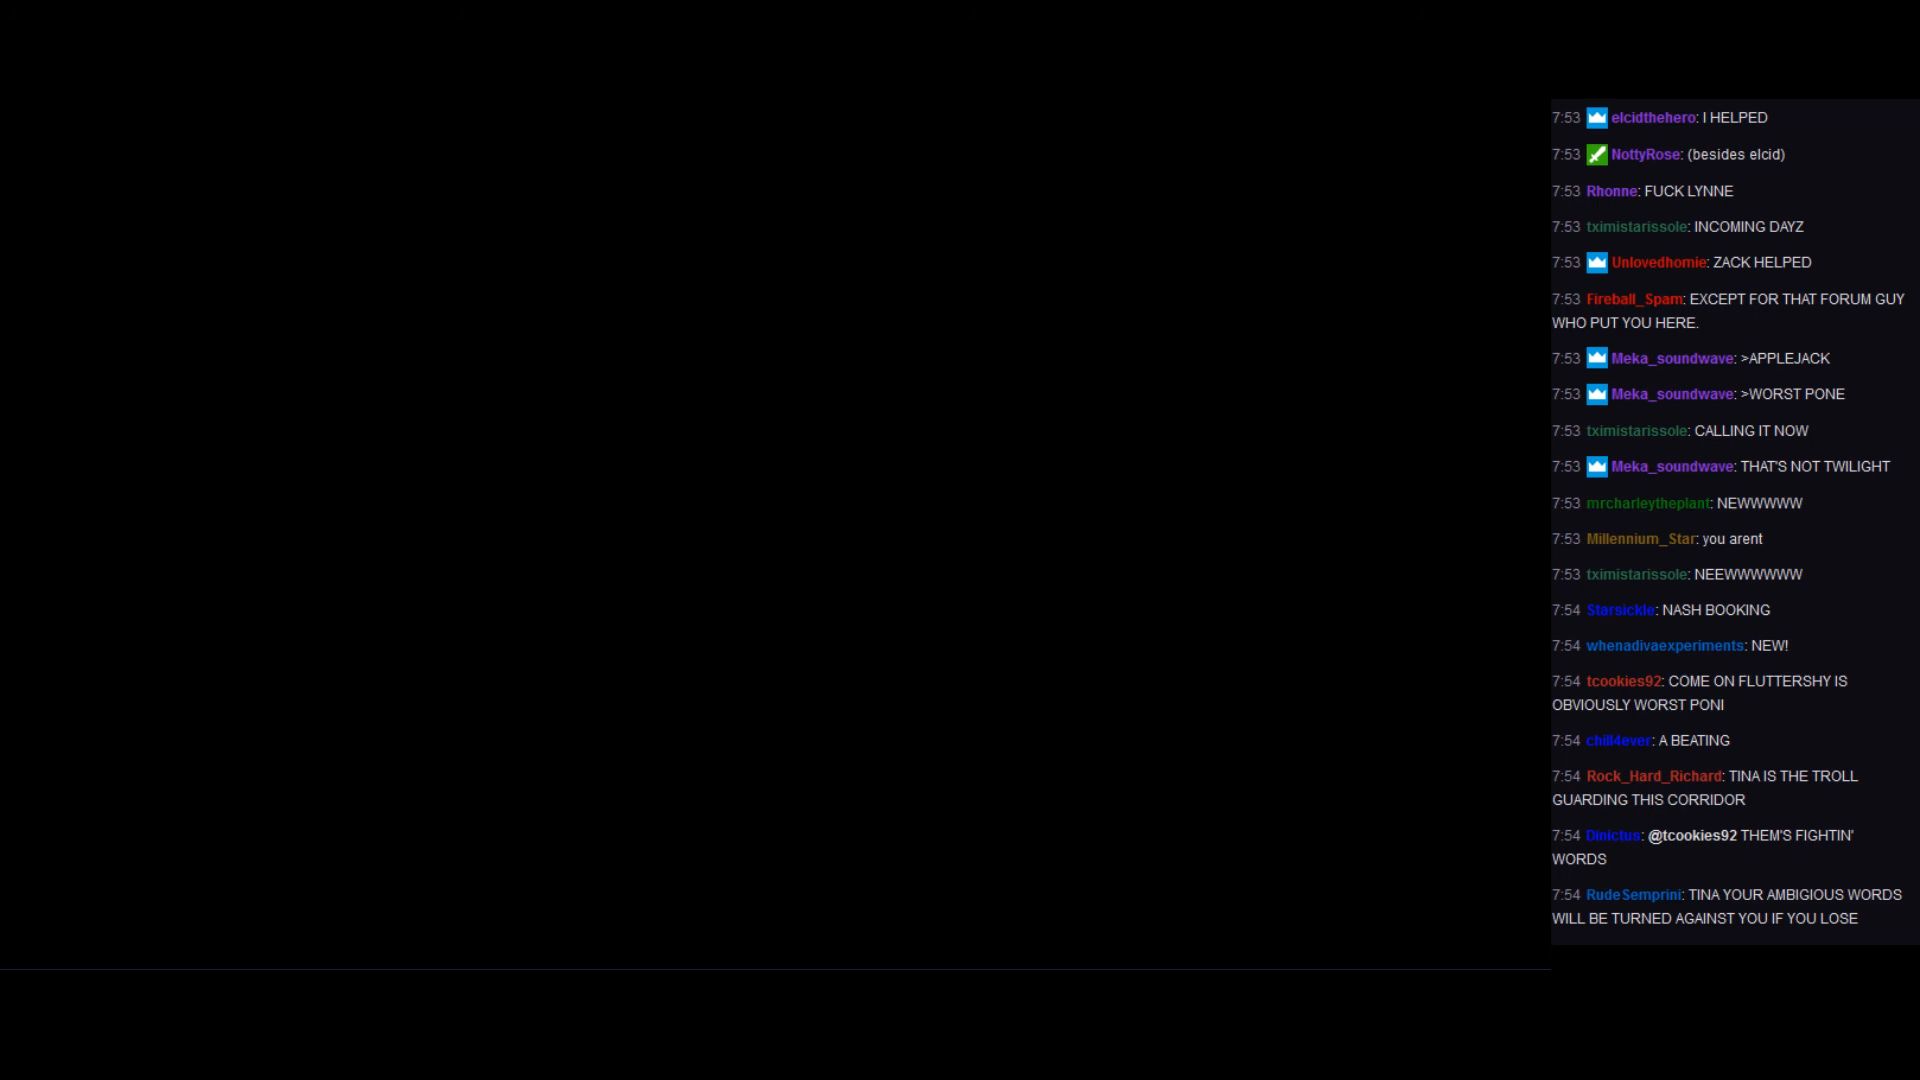 7:53 elcidthehero: I HELPED
7:53 NottyRose: (besides elcid)
7:53 Rhonne: FUCK LYNNE
7:53 tximistarissole: INCOMING DAYZ
7:53 Unlovedhomie: ZACK HELPED
7:53 Fireball_Spam: EXCEPT FOR THAT FORUM GUY
WHO PUT YOU HERE.
7:53 Meka_soundwave: >APPLEJACK
7:53 Meka_soundwave: >WORST PONE
7:53 tximistarissole: CALLING IT NOW
7:53 Meka_soundwave: THAT'S NOT TWILIGHT
7:53 mrcharleytheplant: NEWWWWW
7:53 Millennium_Star: you arent
7:53 tximistarissole: NEEWWWWWW
7:54 Starsickle: NASH BOOKING
7:54 whenadivaexperiments: NEW!
7:54 tcookies92: COME ON FLUTTERSHY IS
OBVIOUSLY WORST PONI
7:54 chill4ever: A BEATING
7:54 Rock_Hard_Richard: TINA IS THE TROLL
GUARDING THIS CORRIDOR
7:54 Dinictus: @tcookies92 THEM'S FIGHTIN'
WORDS
7:54 RudeSemprini: TINA YOUR AMBIGIOUS WORDS
WILL BE TURNED AGAINST YOU IF YOU LOSE